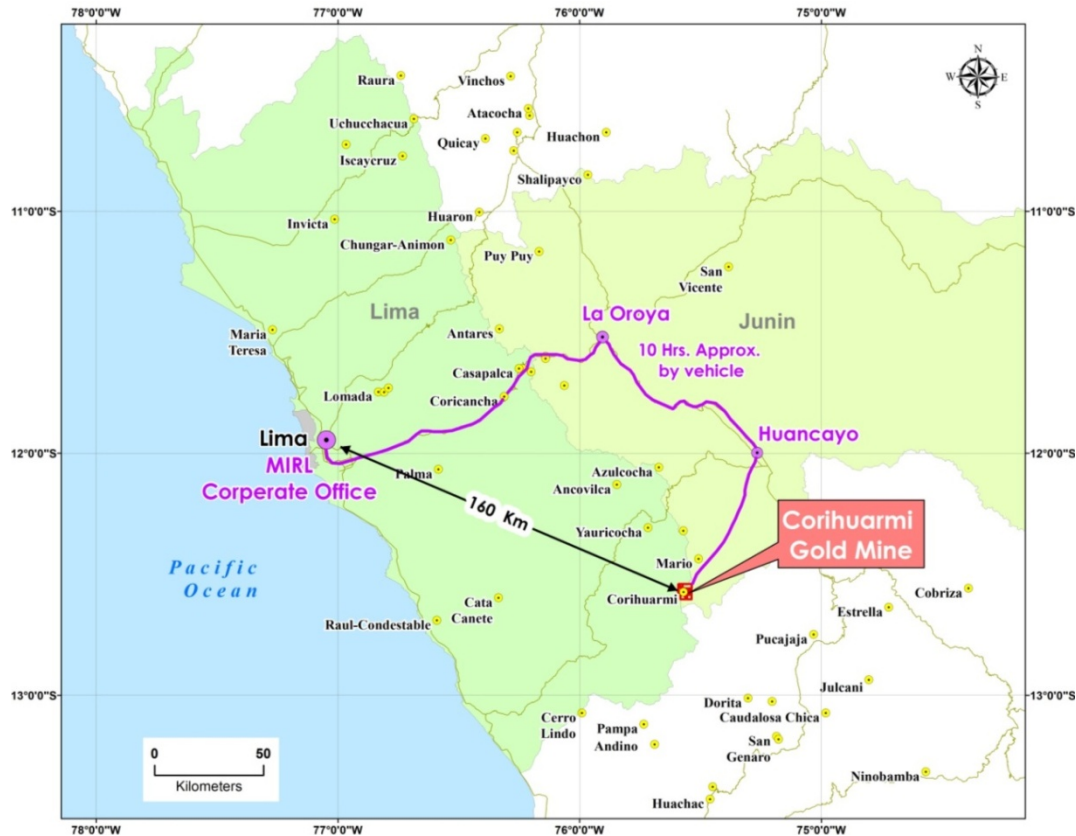 78°0'0"W
77°0'0"W
76°0'0"W
75°0'0"W
N
W
E
S
Raura
Vinchos
Uchucchacua
Atacocha
Quicay
Huachon
Iscaycruz
Shalipayco
11°0'0"S
11°0'0"S
Huaron
Invicta
Chungar-Animon
Puy Puy
San
Vicente
Lima
La Oroya
Junin
Maria
Teresa
Antares
10 Hrs. Approx.
by vehicle
Casapalca
Lomada
Coricancha
Lima
MIRL
Corperate Office
Huancayo
12°0'0"S
12°0'0"S
Palma
Azulcocha
Ancovilca
160 Km
Yauricocha
Corihuarmi
Gold Mine
Mario
Pacific
Ocean
Corihuarmi
Cata
Canete
Cobriza
Estrella
Raul-Condestable
Pucajaja
13°0'0"S
13°0'0"S
Julcani
Dorita
Caudalosa Chica
Cerro
Lindo
Pampa
Andino
San
Genaro
0
50
Kilometers
Ninobamba
Huachac
78°0'0"W
77°0'0"W
76°0'0"W
75°0'0"W